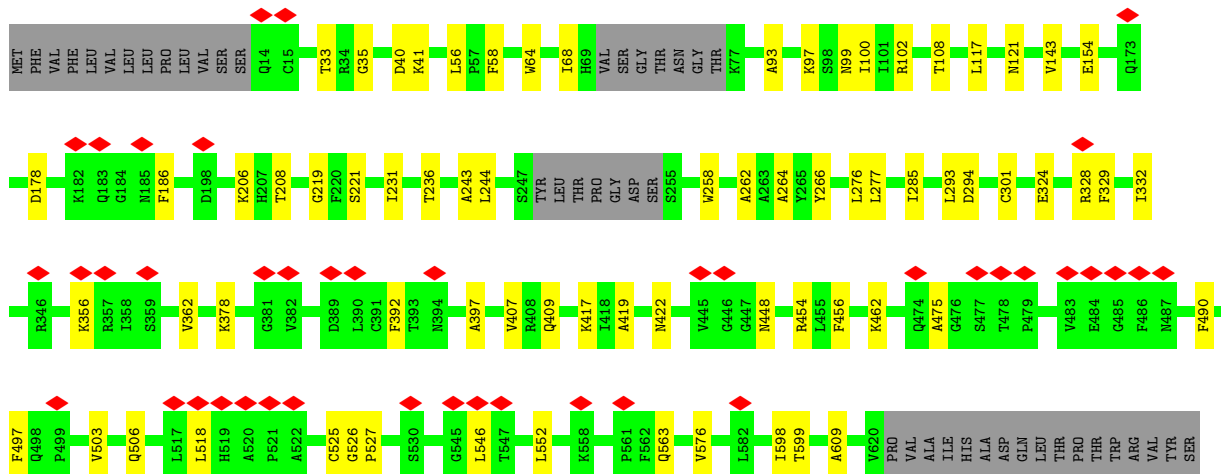 MET PHE VAL PHE LEU VAL LEU LEU PRO LEU VAL SER SER Q14 C15 T33 R34 G35 D40 K41 L56 P57 F58 W64 I68 H69 VAL SER GLY THR ASN GLY THR K77 A93 K97 S98 N99 I100 I101 R102 T108 L117 N121 V143 E154 Q173
D178 K182 Q183 G184 N185 F186 D198 K206 H207 T208 G219 F220 S221 I231 T236 A243 L244 S247 TYR LEU THR PRO GLY ASP SER S255 W258 A262 A263 A264 Y265 Y266 L276 L277 I285 L293 D294 C301 E324 R328 F329 I332
R346 K356 R357 I358 S359 V362 K378 G381 V382 D389 L390 C391 F392 T393 N394 A397 V407 R408 Q409 K417 I418 A419 N422 V445 G446 G447 N448 R454 L455 F456 K462 Q474 A475 G476 S477 T478 P479 V483 E484 G485 F486 N487 F490
F497 Q498 P499 V503 Q506 L517 L518 H519 A520 P521 A522 C525 G526 P527 S530 G545 L546 T547 L552 K558 P561 F562 Q563 V576 L582 I598 T599 A609 V620 PRO VAL ALA ILE HIS ALA ASP GLN LEU THR PRO THR TRP ARG VAL TYR SER